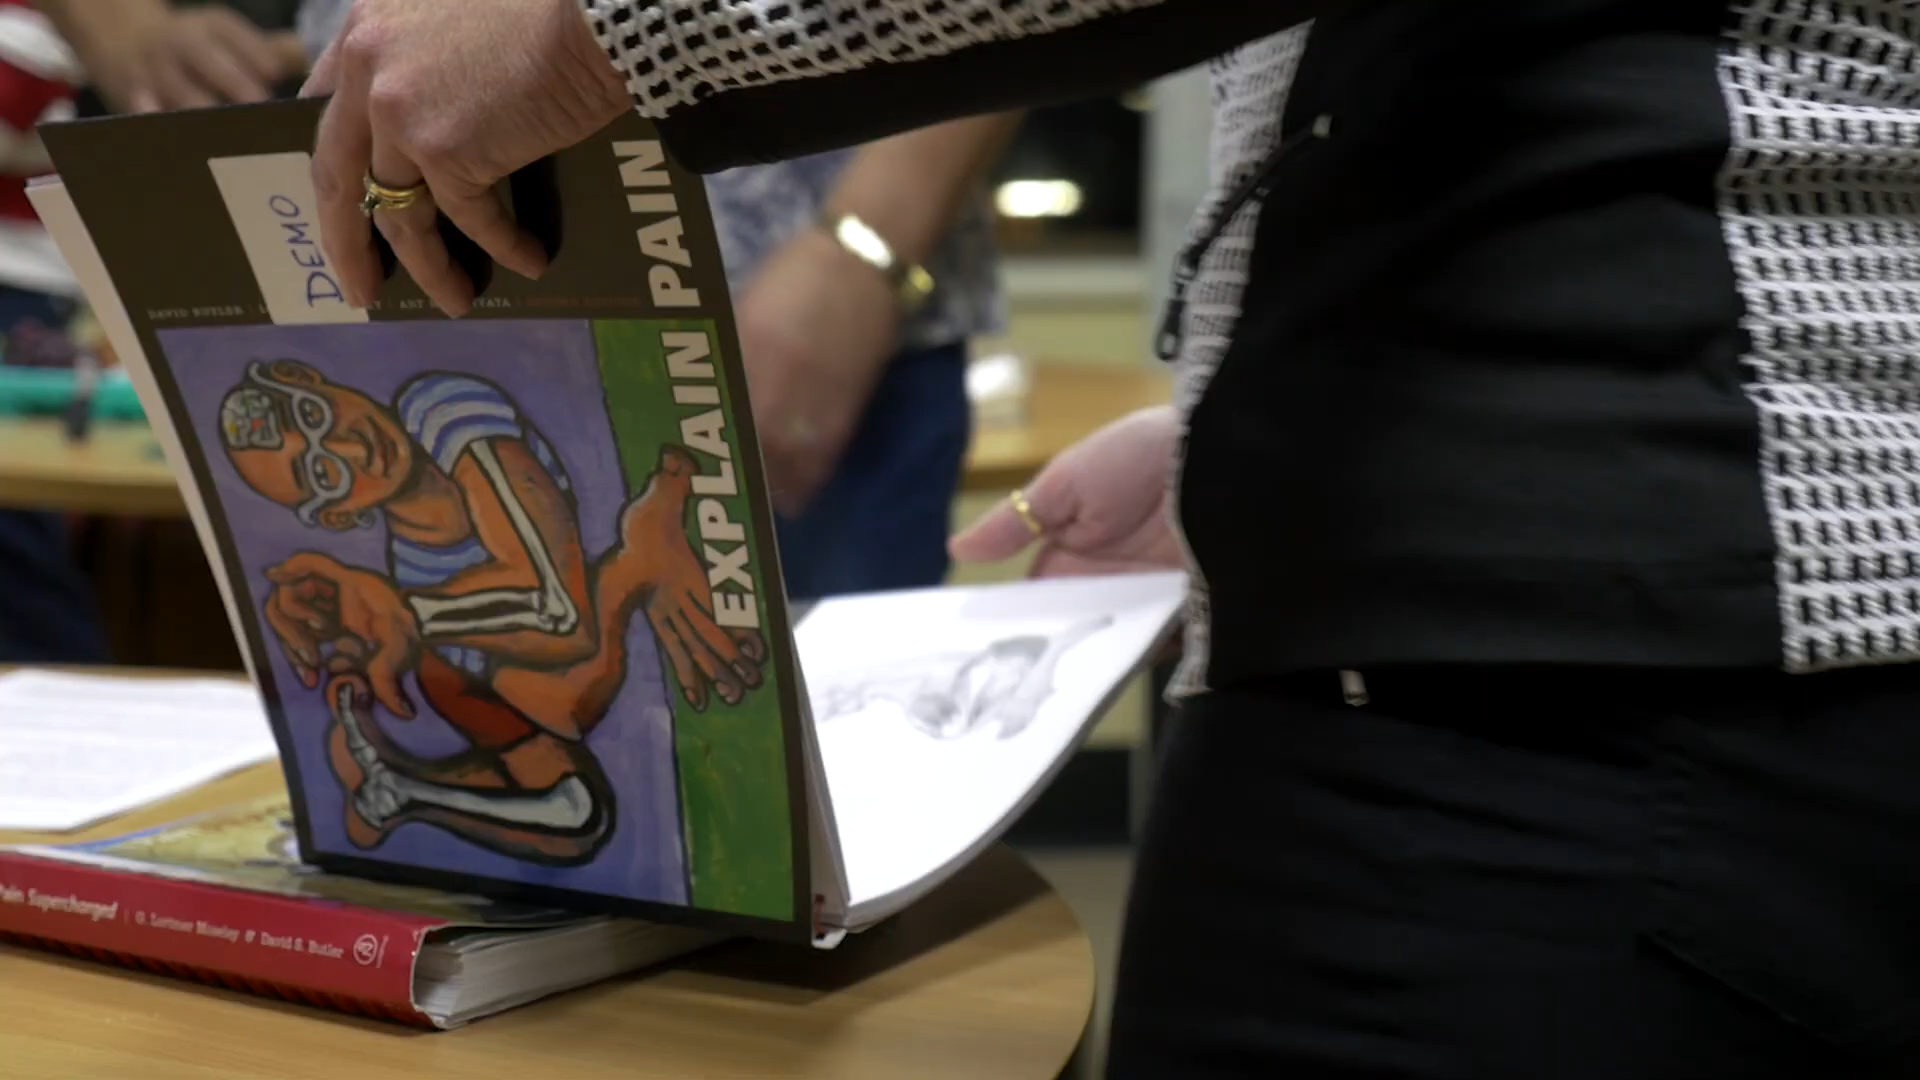 DEMO
EXPLAIN PAIN
DAVID BUTLER |
Pain Supercharged | G. Lorimer Moseley & David S. Butler